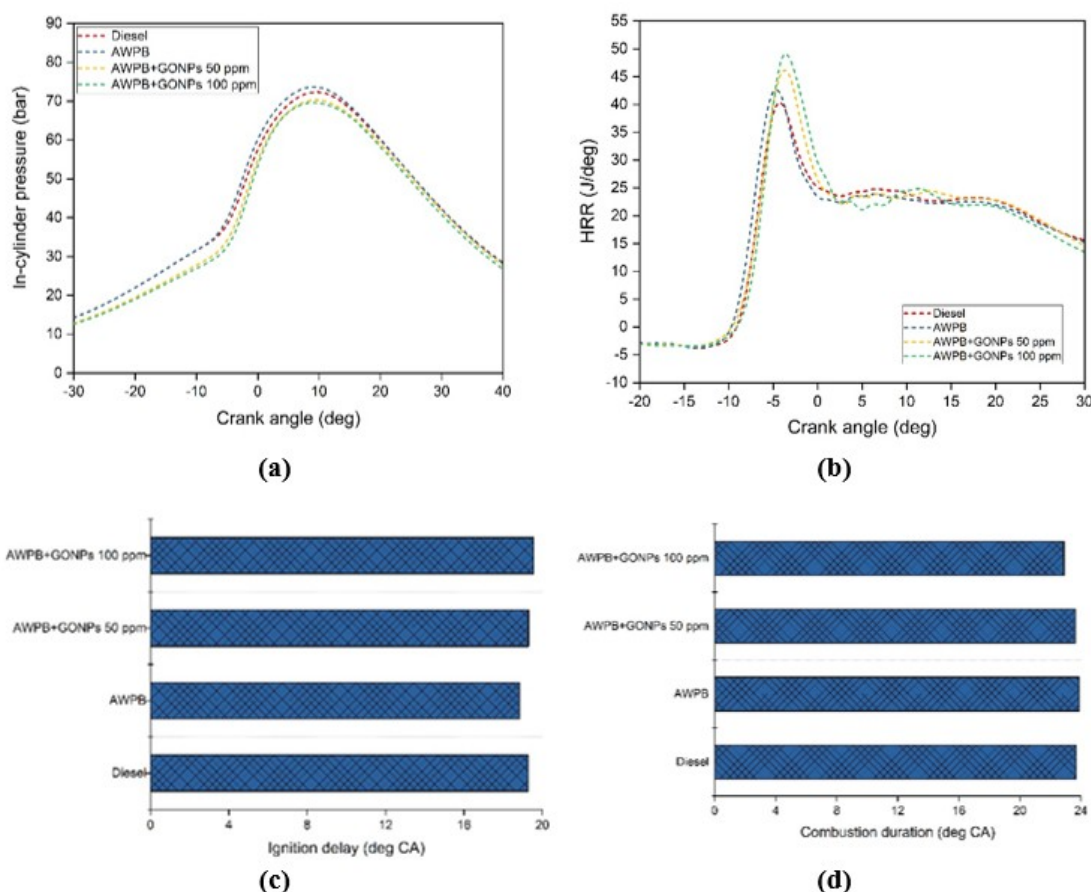 90
80
70
60
50
40
30
20
10
0
In-cylinder pressure (bar)
Diesel
AWPB
AWPB+GONPs 50 ppm
AWPB+GONPs 100 ppm
-30 -20 -10 0 10 20 30 40
Crank angle (deg)
(a)
55
50
45
40
35
30
25
20
15
10
5
0
-5
-10
HRR (J/deg)
Diesel
AWPB
AWPB+GONPs 50 ppm
AWPB+GONPs 100 ppm
-20 -15 -10 -5 0 5 10 15 20 25 30
Crank angle (deg)
(b)
AWPB+GONPs 100 ppm
AWPB+GONPs 50 ppm
AWPB
Diesel
0 4 8 12 16 20
Ignition delay (deg CA)
(c)
AWPB+GONPs 100 ppm
AWPB+GONPs 50 ppm
AWPB
Diesel
0 4 8 12 16 20 24
Combustion duration (deg CA)
(d)